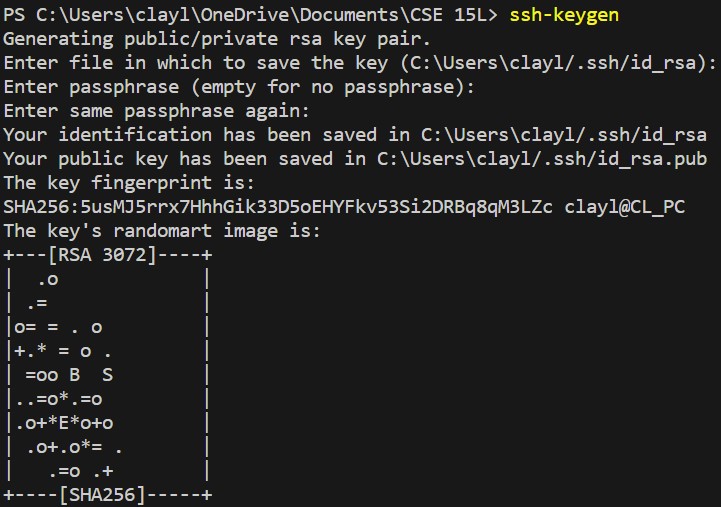 PS C:\Users\clayl\OneDrive\Documents\CSE 15L> ssh-keygen
Generating public/private rsa key pair.
Enter file in which to save the key (C:\Users\clayl/.ssh/id_rsa):
Enter passphrase (empty for no passphrase):
Enter same passphrase again:
Your identification has been saved in C:\Users\clayl/.ssh/id_rsa
Your public key has been saved in C:\Users\clayl/.ssh/id_rsa.pub
The key fingerprint is:
SHA256:5usMJ5rrx7HhhGik33D5oEHYFkv53Si2DRBq8qM3LZc clayl@CL_PC
The key's randomart image is:
+---[RSA 3072]----+
|  .o             |
| .=              |
|o= = . o         |
|+.* = o .        |
| =oo B  S        |
|..=o*.=o         |
|.o+*E*o+o        |
| .o+.o*= .       |
|   .=o .+        |
+----[SHA256]-----+